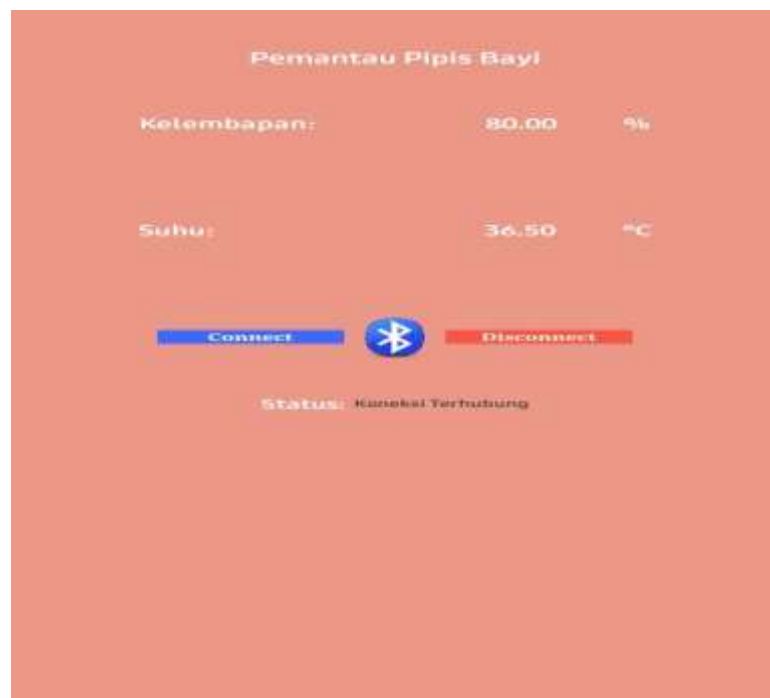 Pemantau Pipis Bayi
Kelembapan: 80.00 %
Suhu: 36.50 °C
Connect Disconnect
Status: Koneksi Terhubung